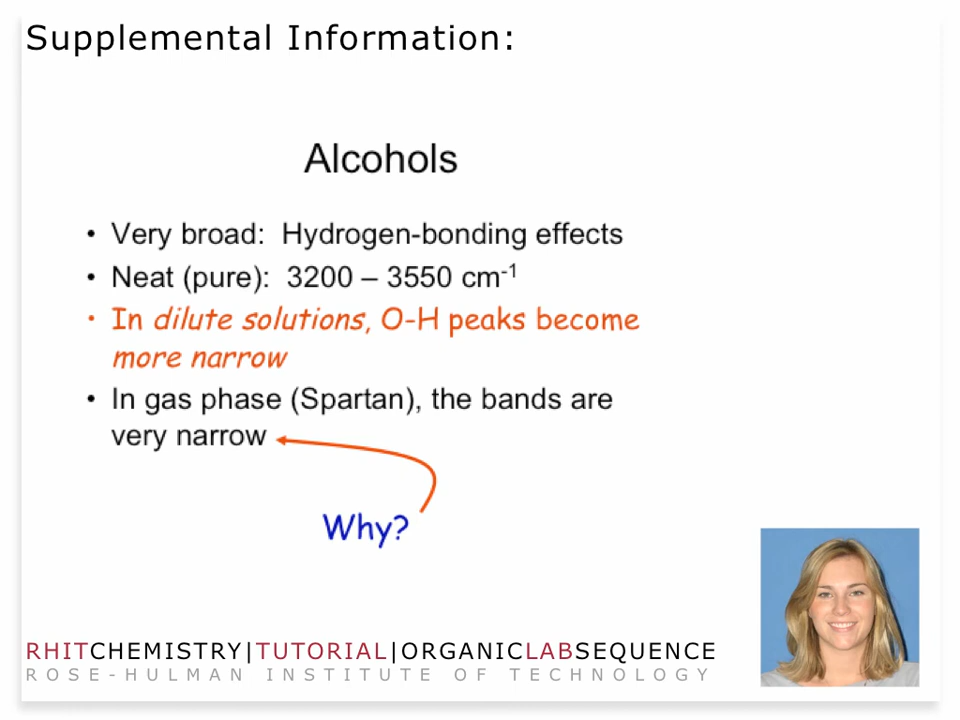 Supplemental Information:
Alcohols
• Very broad: Hydrogen-bonding effects
• Neat (pure): 3200 – 3550 cm⁻¹
• In dilute solutions, O-H peaks become
more narrow
• In gas phase (Spartan), the bands are
very narrow
Why?
RHITCHEMISTRY|TUTORIAL|ORGANICLABSEQUENCE
ROSE-HULMAN INSTITUTE OF TECHNOLOGY